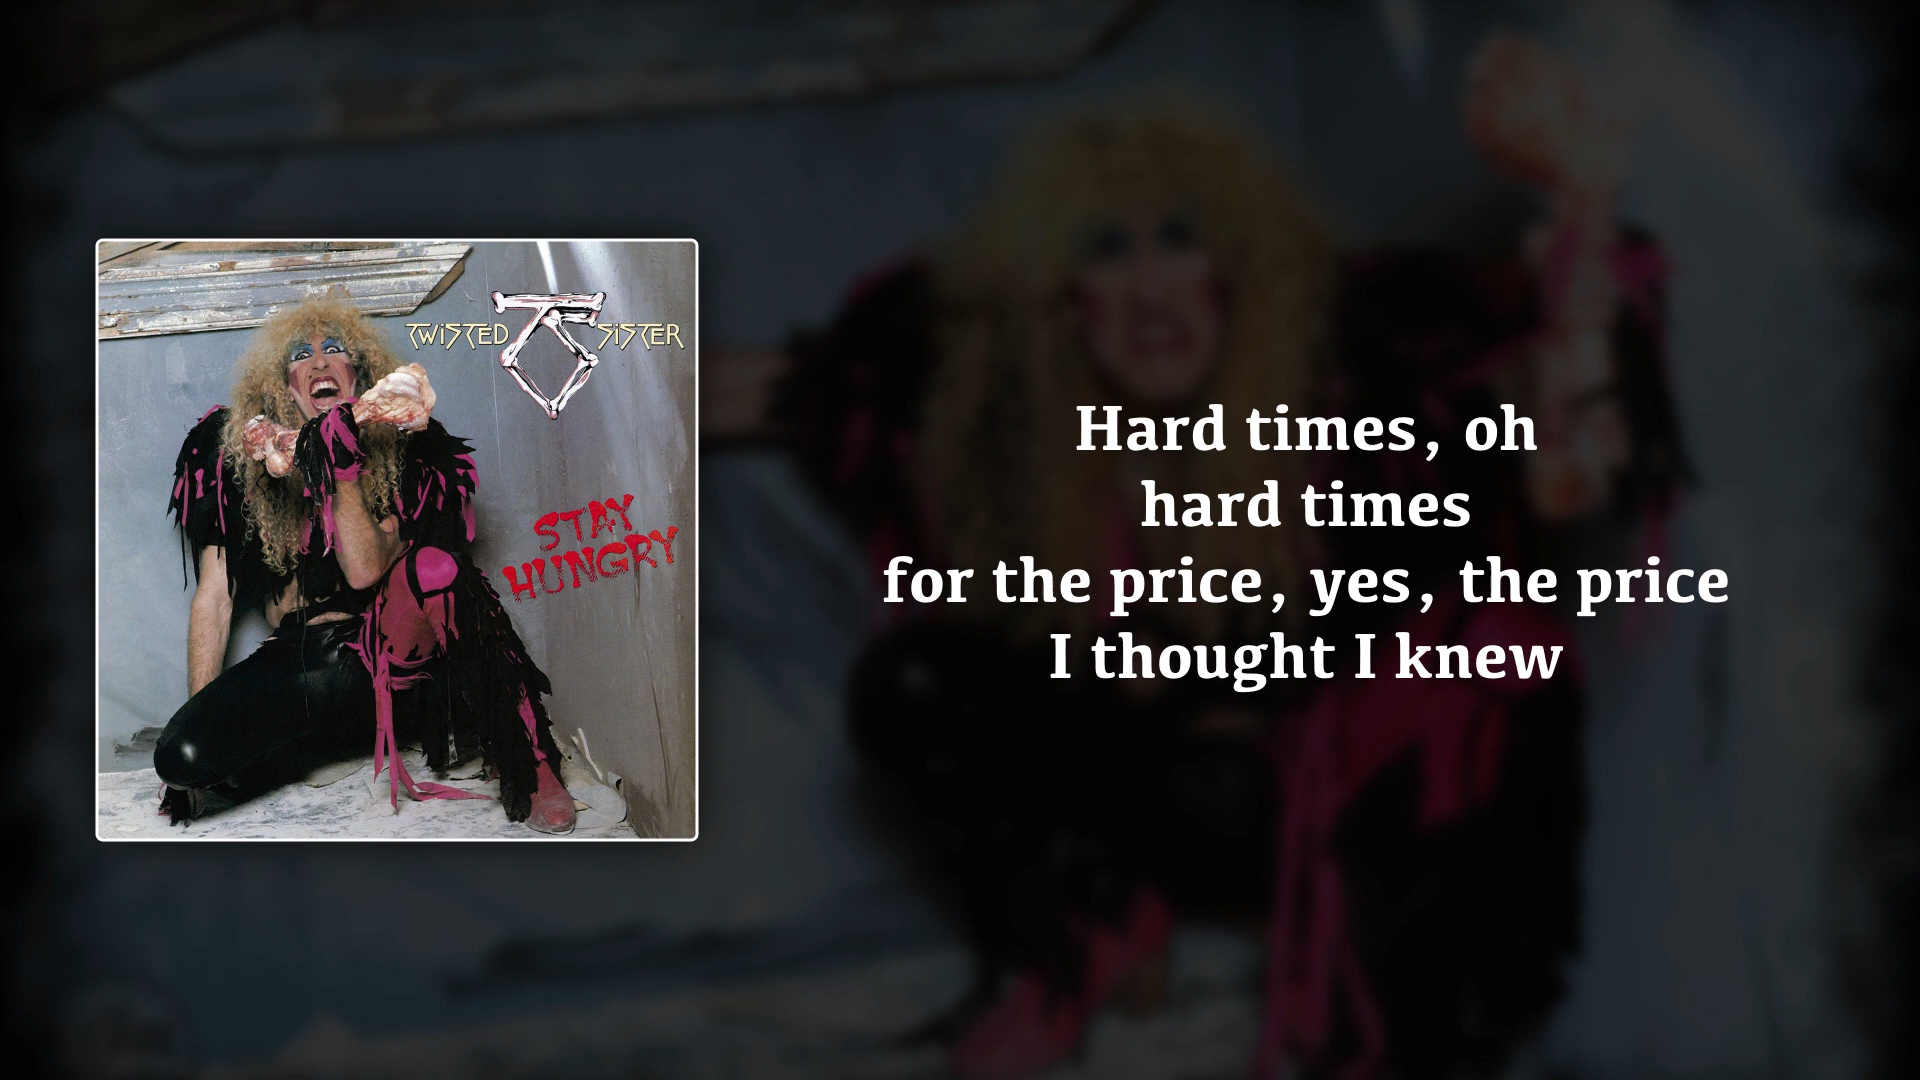 TWiSTED SiSTER
STAY
HUNGRY
Hard times, oh
hard times
for the price, yes, the price
I thought I knew